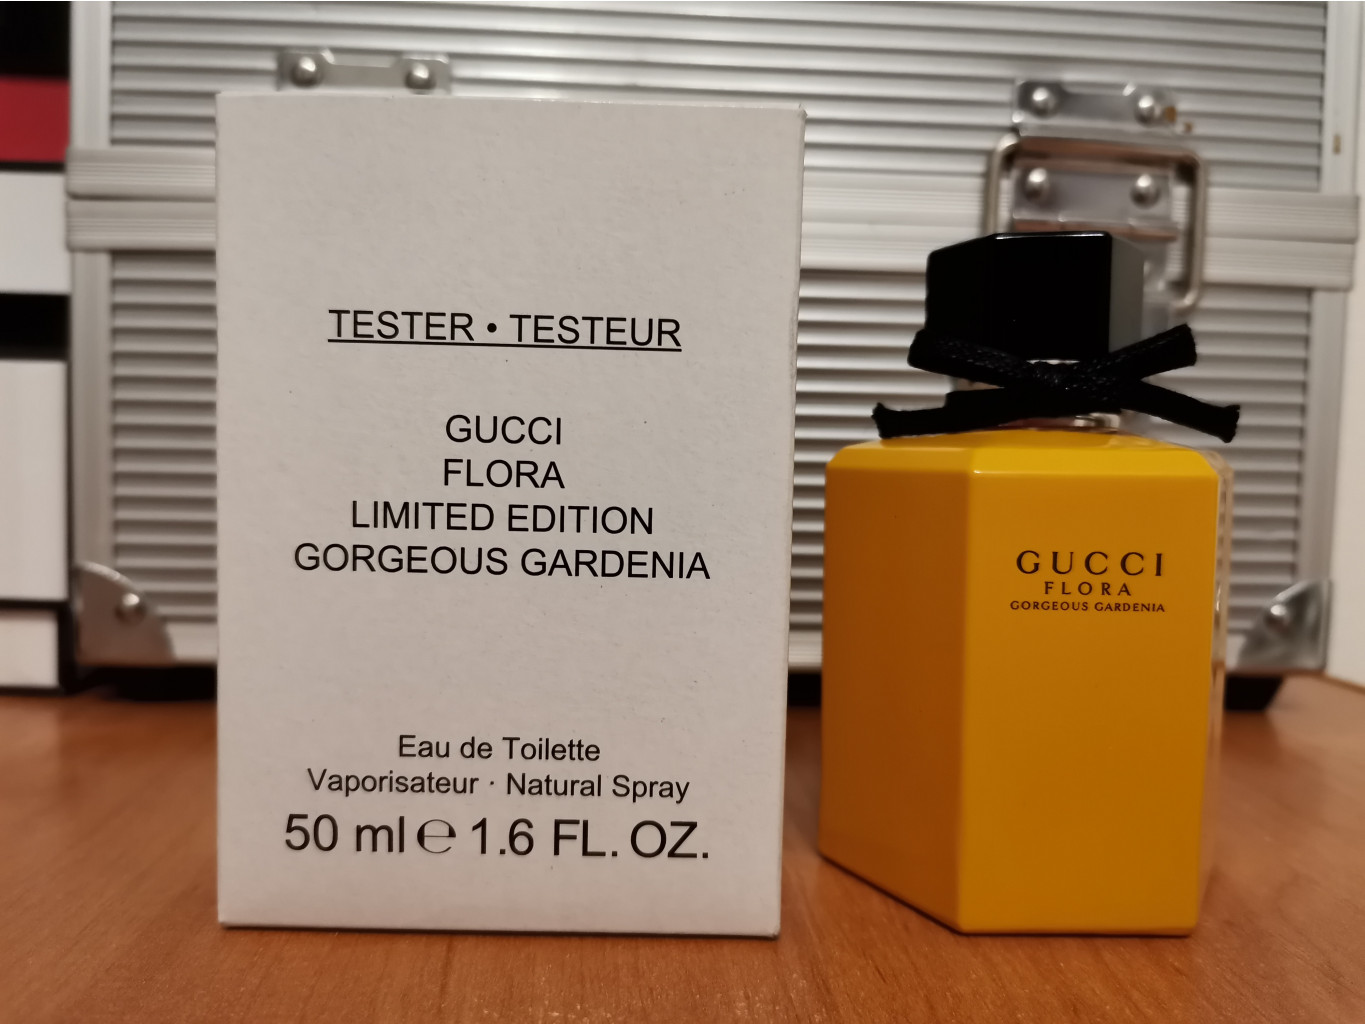 TESTER • TESTEUR
GUCCI
FLORA
LIMITED EDITION
GORGEOUS GARDENIA
Eau de Toilette
Vaporisateur · Natural Spray
50 ml ℮ 1.6 FL. OZ.
GUCCI
FLORA
GORGEOUS GARDENIA